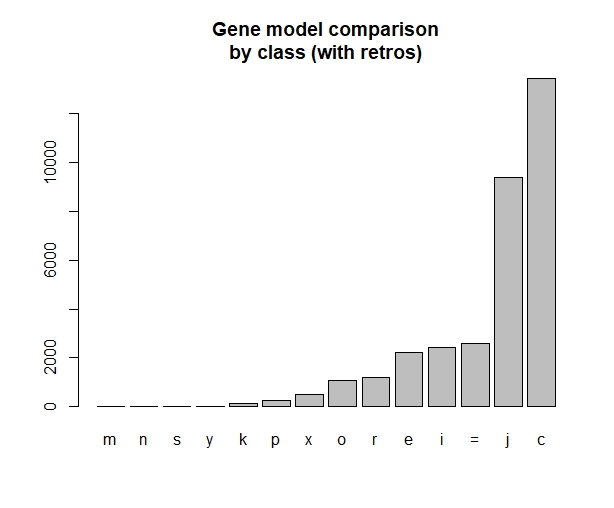 Gene model comparison
by class (with retros)
10000
6000
2000
0
m n s y k p x o r e i = j c